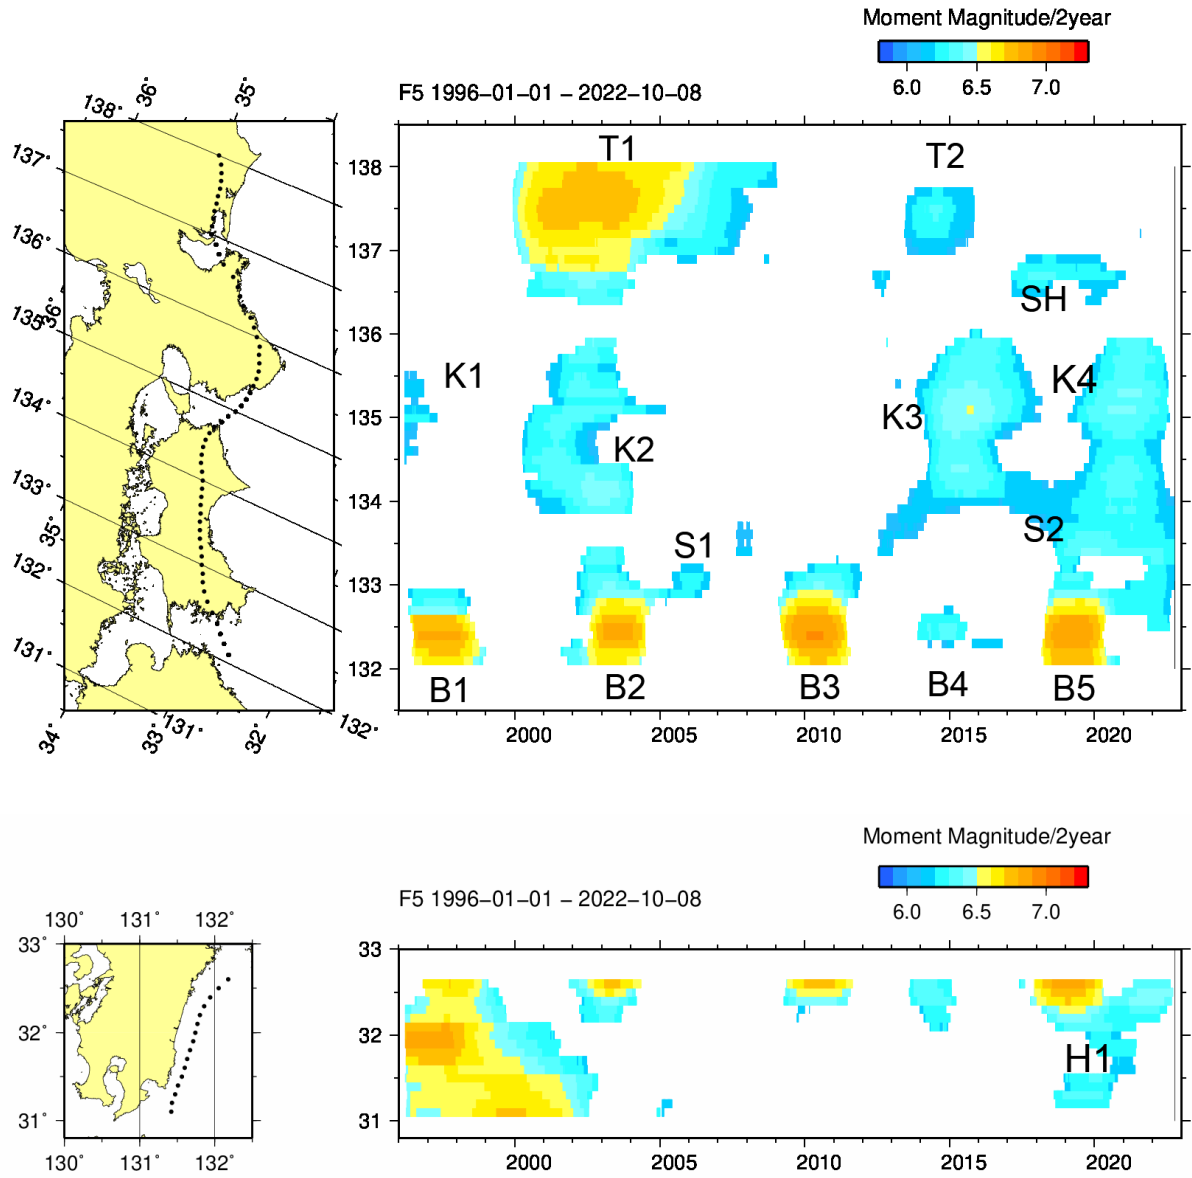 Moment Magnitude/2year
6.0 6.5 7.0
F5 1996-01-01 - 2022-10-08
36° 35°
138°
137°
136°
36°
135°
134°
133°
35°
132°
131°
34° 33° 131° 32° 132°
T1 T2
138
137
SH
136
K1 K4
135
K3
K2
134
S2
S1
133
132
B1 B2 B3 B4 B5
2000 2005 2010 2015 2020
Moment Magnitude/2year
6.0 6.5 7.0
F5 1996-01-01 - 2022-10-08
130° 131° 132°
33°
32°
31°
130 131 132
33
32
H1
31
2000 2005 2010 2015 2020